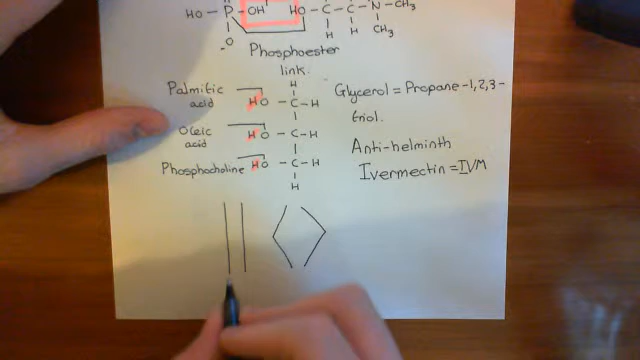 HO - P - OH HO - C - C - N - CH₃
-O H H CH₃
Phosphoester
link.
H
Palmitic acid HO - C - H
Oleic acid HO - C - H
Phosphocholine HO - C - H
H
Glycerol = Propane-1,2,3-
triol.
Anti-helminth
Ivermectin = IVM